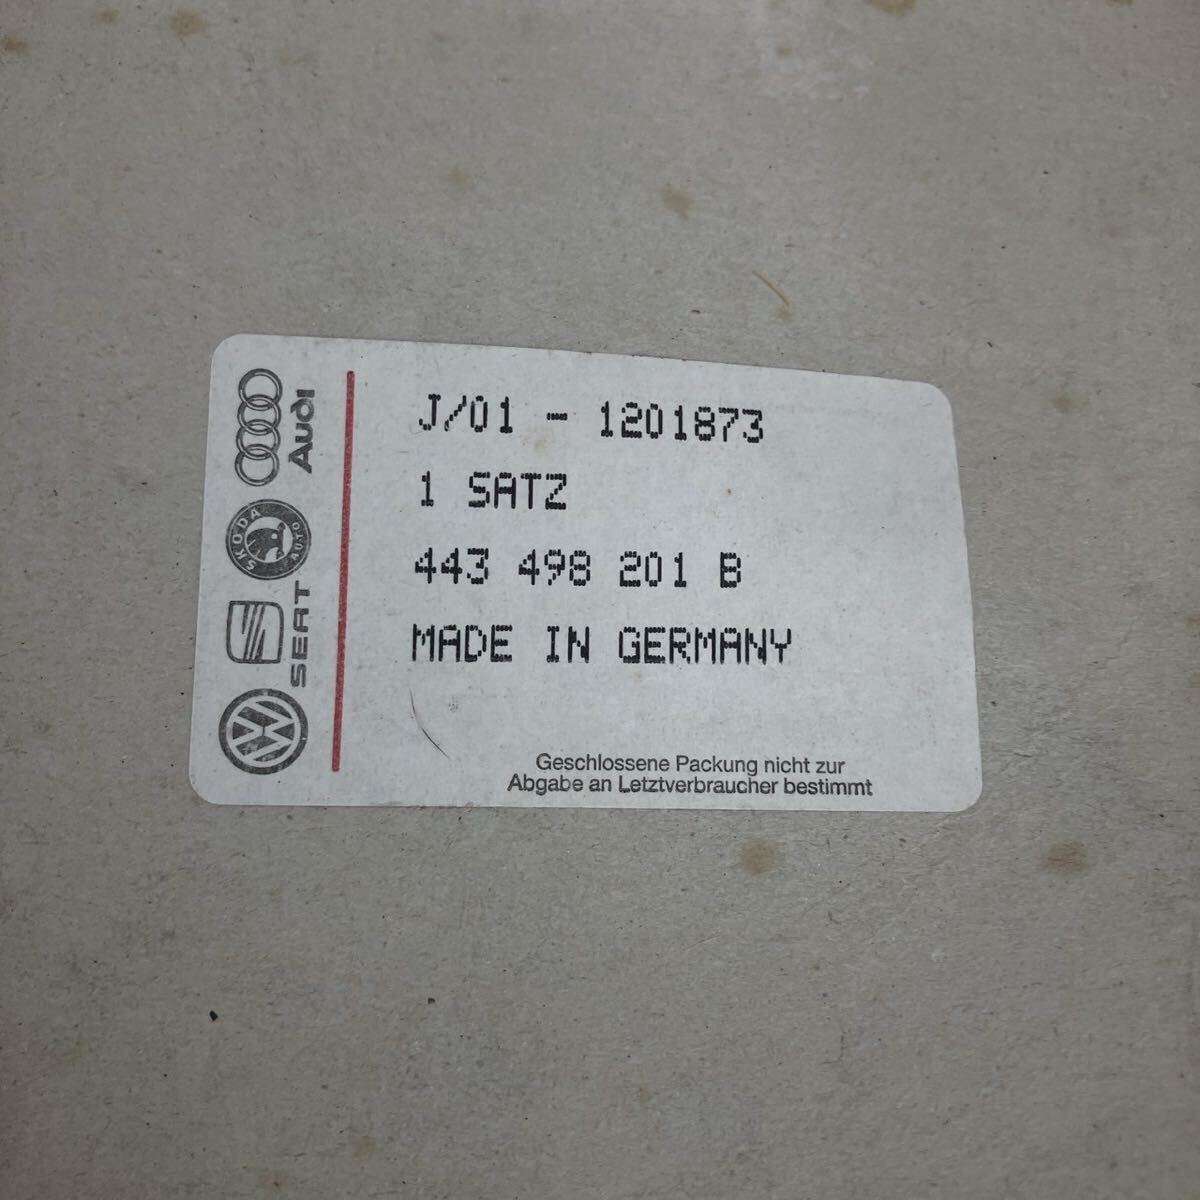 Audi
SKODA
AUTO
SEAT
J/01 - 1201873
1 SATZ
443 498 201 B
MADE IN GERMANY
Geschlossene Packung nicht zur
Abgabe an Letztverbraucher bestimmt